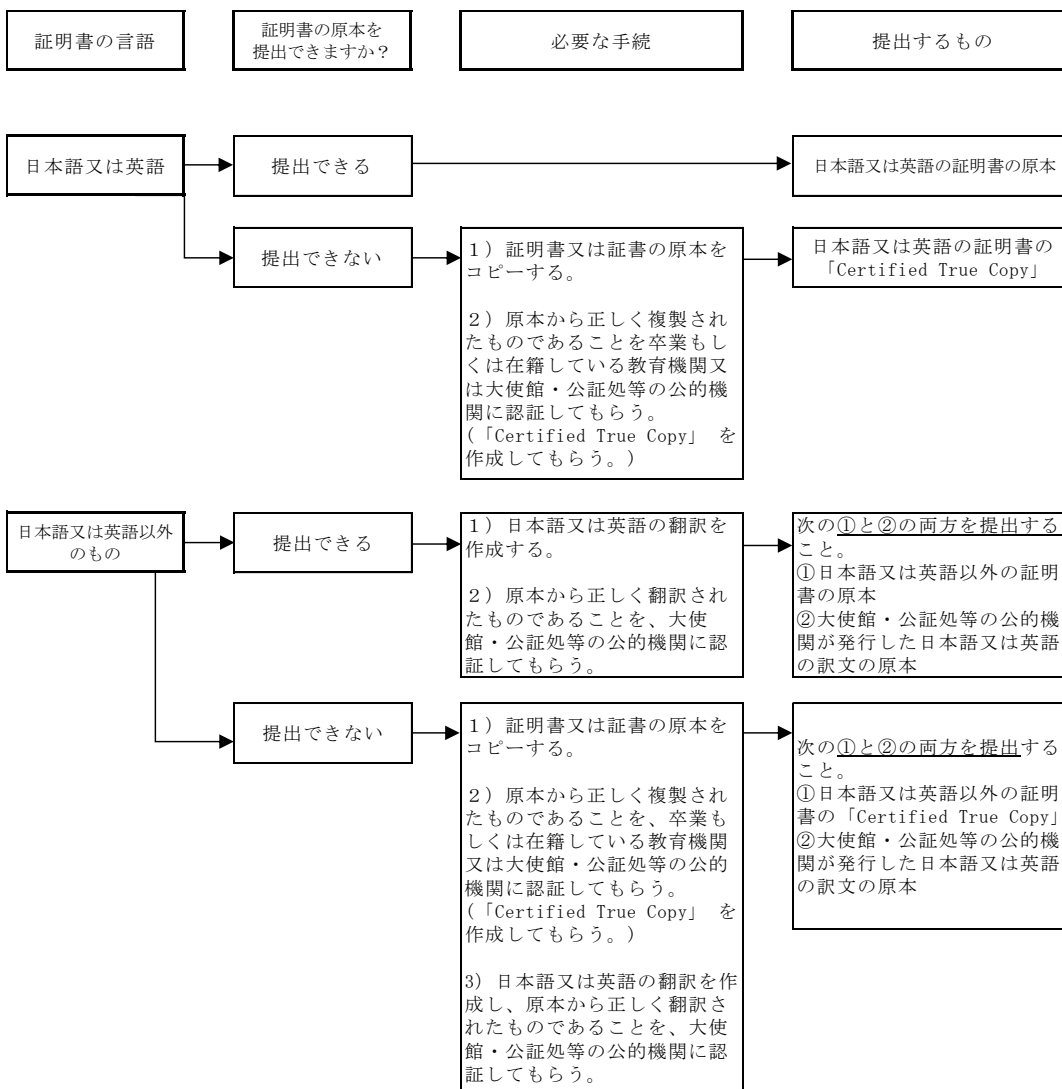 証明書の言語
証明書の原本を
提出できますか？
必要な手続
提出するもの
日本語又は英語
提出できる
日本語又は英語の証明書の原本
提出できない
１）証明書又は証書の原本を
コピーする。
２）原本から正しく複製され
たものであることを卒業もし
くは在籍している教育機関又
は大使館・公証処等の公的機
関に認証してもらう。
(「Certified True Copy」 を
作成してもらう。)
日本語又は英語の証明書の
「Certified True Copy」
日本語又は英語以外
のもの
提出できる
１）日本語又は英語の翻訳を
作成する。
２）原本から正しく翻訳され
たものであることを、大使
館・公証処等の公的機関に認
証してもらう。
次の①と②の両方を提出する
こと。
①日本語又は英語以外の証明
書の原本
②大使館・公証処等の公的機
関が発行した日本語又は英語
の訳文の原本
提出できない
１）証明書又は証書の原本を
コピーする。
２）原本から正しく複製され
たものであることを、卒業も
しくは在籍している教育機関
又は大使館・公証処等の公的
機関に認証してもらう。
(「Certified True Copy」 を
作成してもらう。)
3) 日本語又は英語の翻訳を作
成し、原本から正しく翻訳さ
れたものであることを、大使
館・公証処等の公的機関に認
証してもらう。
次の①と②の両方を提出する
こと。
①日本語又は英語以外の証明
書の「Certified True Copy」
②大使館・公証処等の公的機
関が発行した日本語又は英語
の訳文の原本